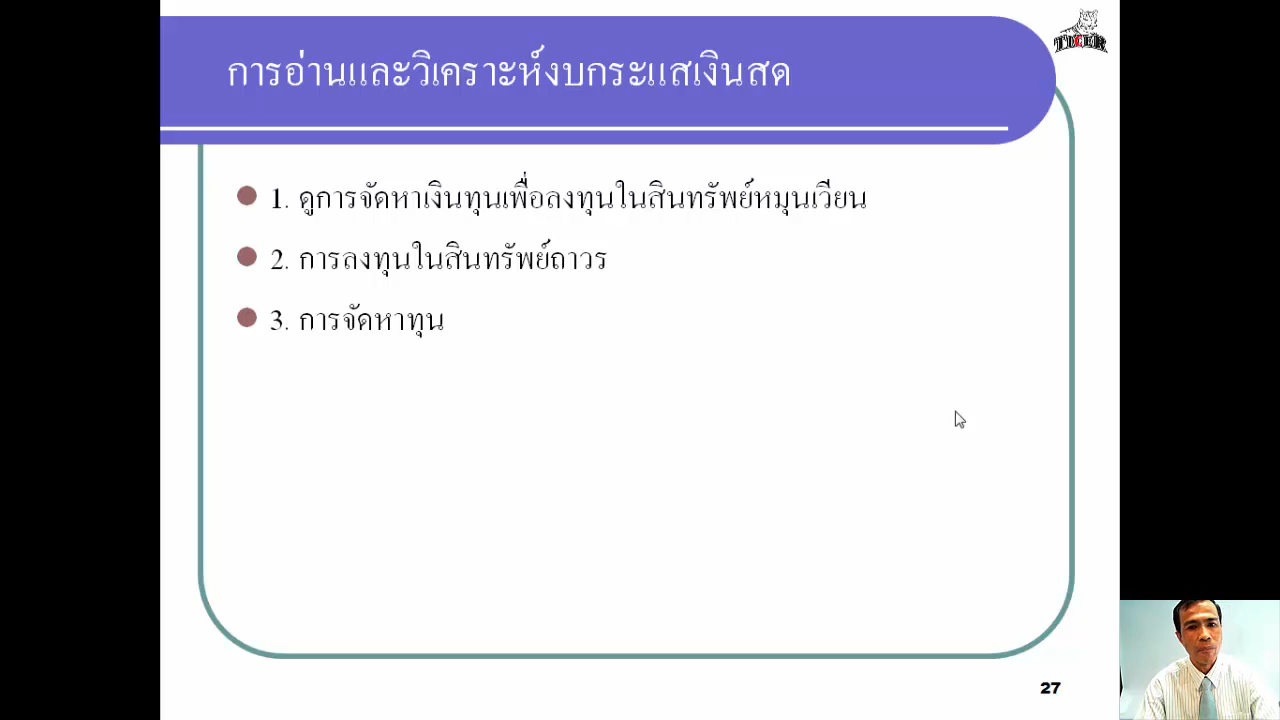 TIGER
การอ่านและวิเคราะห์งบกระแสเงินสด
1. ดูการจัดหาเงินทุนเพื่อลงทุนในสินทรัพย์หมุนเวียน
2. การลงทุนในสินทรัพย์ถาวร
3. การจัดหาทุน
27